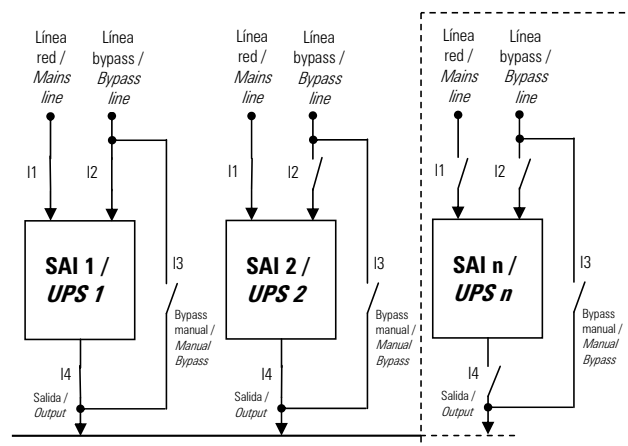 Línea
red /
Mains
line
Línea
bypass /
Bypass
line
I1
I2
SAI 1 /
UPS 1
I3
Bypass
manual /
Manual
Bypass
I4
Salida /
Output
Línea
red /
Mains
line
Línea
bypass /
Bypass
line
I1
I2
SAI 2 /
UPS 2
I3
Bypass
manual /
Manual
Bypass
I4
Salida /
Output
Línea
red /
Mains
line
Línea
bypass /
Bypass
line
I1
I2
SAI n /
UPS n
I3
Bypass
manual /
Manual
Bypass
I4
Salida /
Output